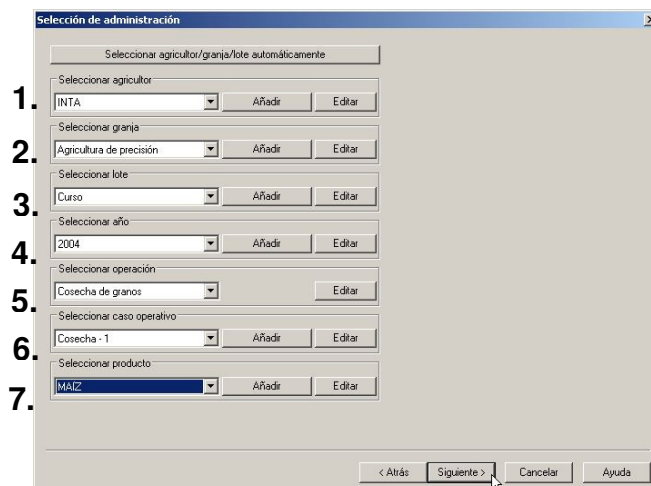 Selección de administración
Seleccionar agricultor/granja/lote automáticamente
Seleccionar agricultor
1. INTA Añadir Editar
Seleccionar granja
2. Agricultura de precisión Añadir Editar
Seleccionar lote
3. Curso Añadir Editar
Seleccionar año
4. 2004 Añadir Editar
Seleccionar operación
5. Cosecha de granos Editar
Seleccionar caso operativo
6. Cosecha - 1 Añadir Editar
Seleccionar producto
7. MAÍZ Añadir Editar
< Atrás Siguiente > Cancelar Ayuda